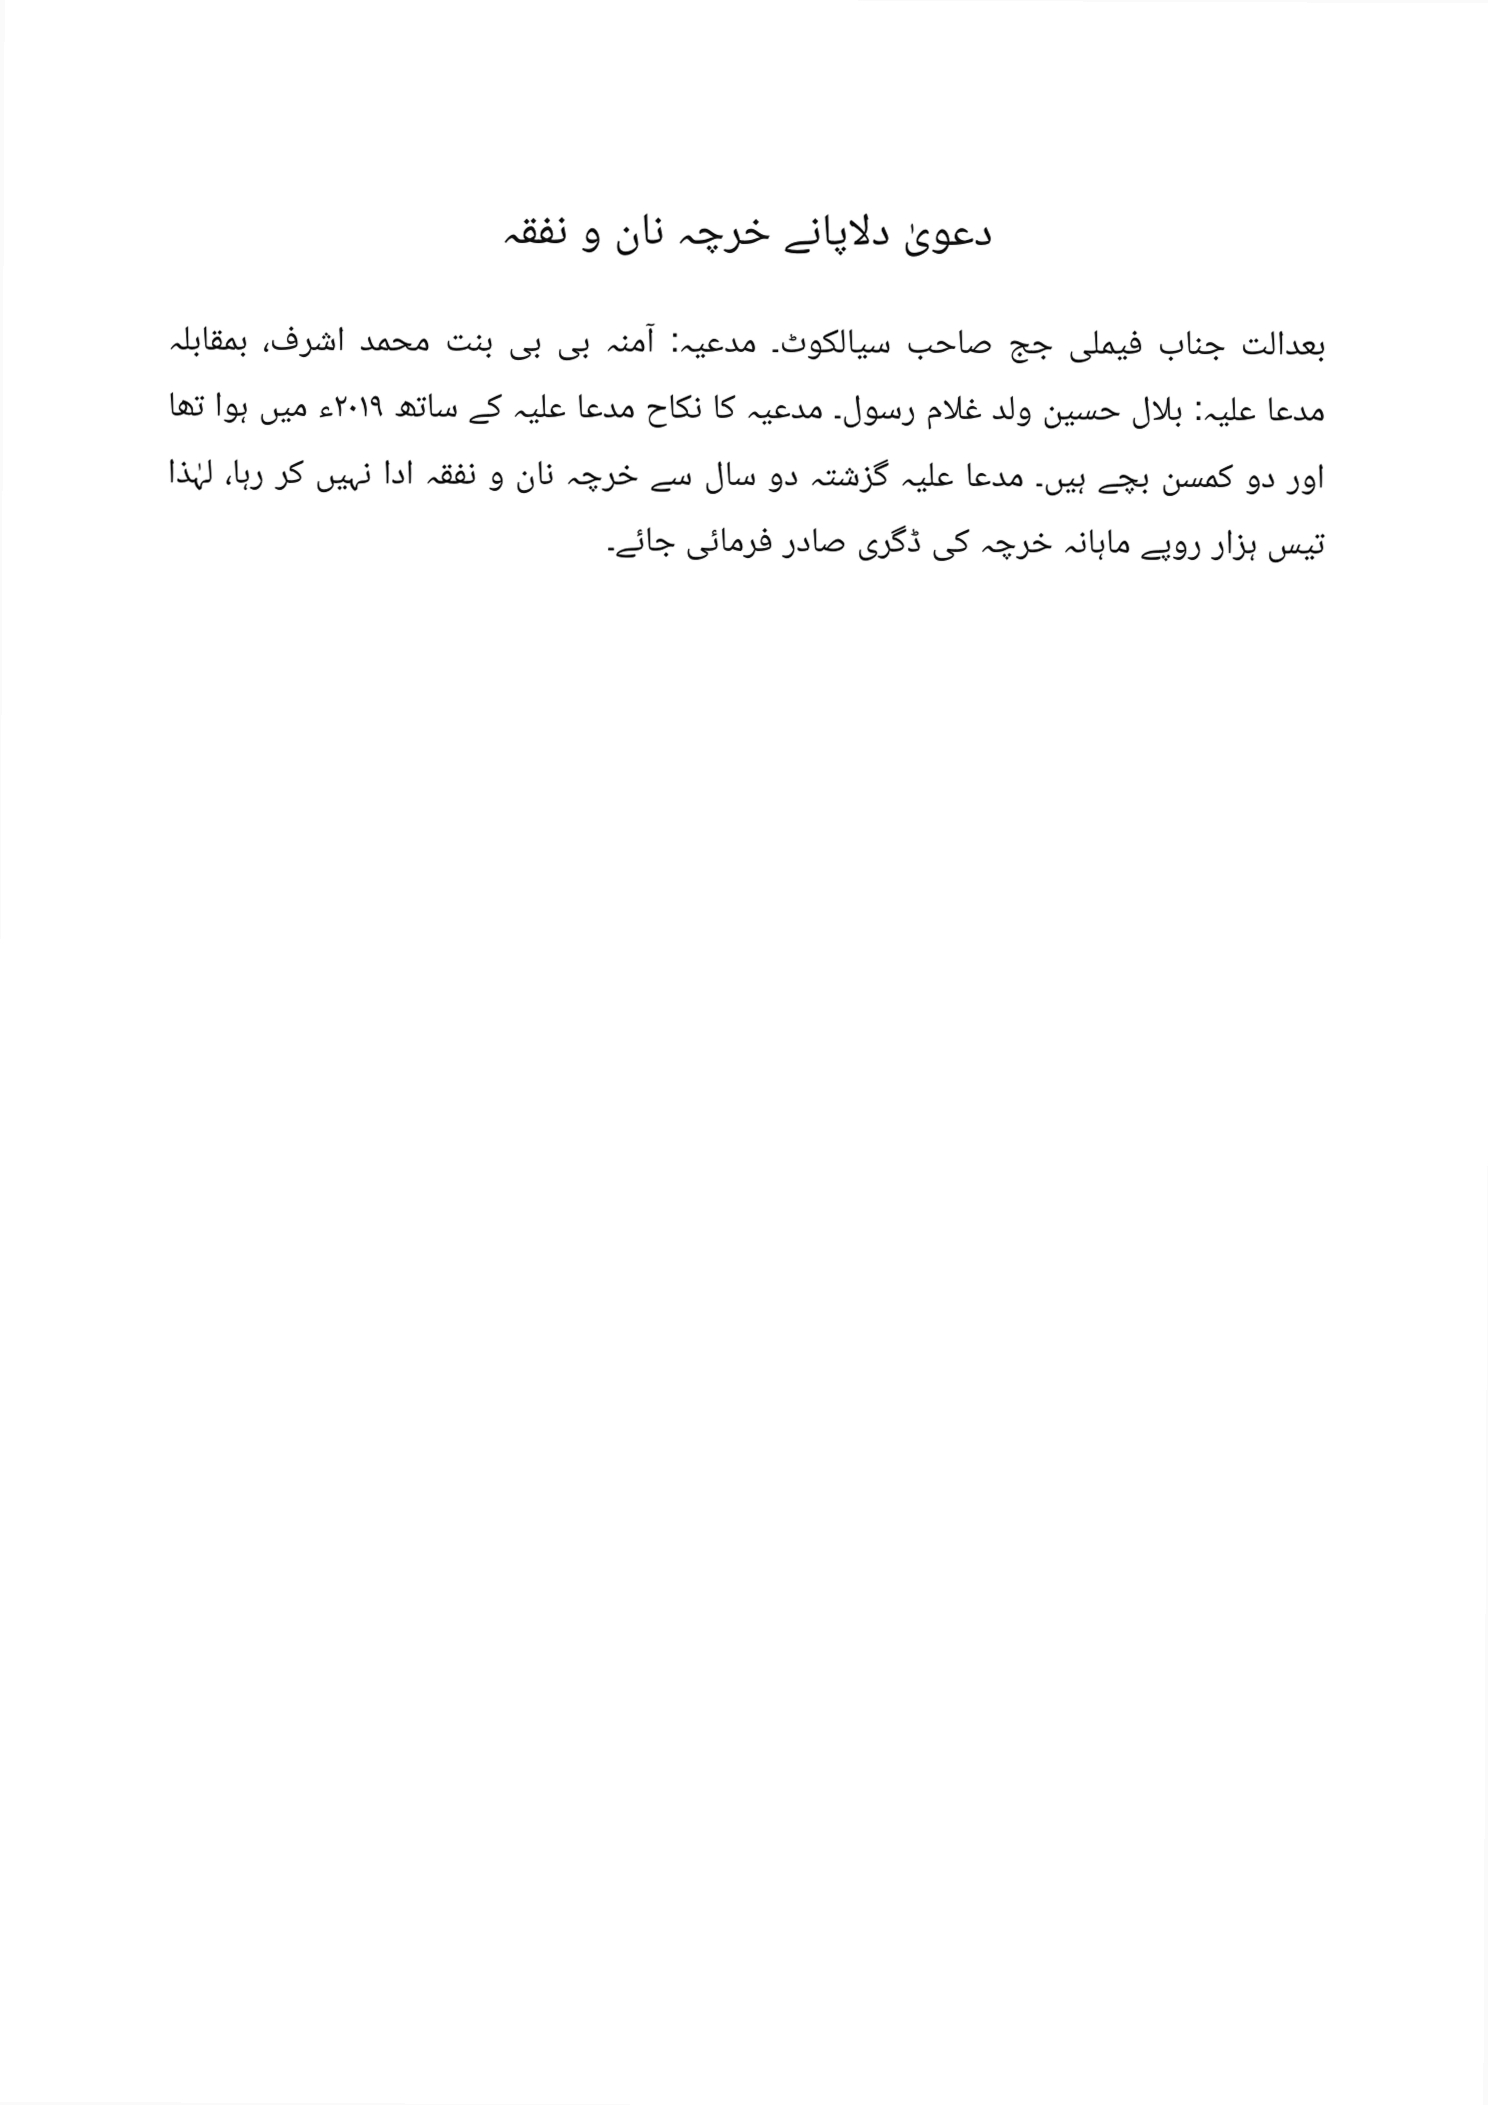 دعویٰ دلاپانے خرچہ نان و نفقہ
بعدالت جناب فیملی جج صاحب سیالکوٹ۔ مدعیہ: آمنہ بی بی بنت محمد اشرف، بمقابلہ
مدعا علیہ: بلال حسین ولد غلام رسول۔ مدعیہ کا نکاح مدعا علیہ کے ساتھ ۲۰۱۹ء میں ہوا تھا
اور دو کمسن بچے ہیں۔ مدعا علیہ گزشتہ دو سال سے خرچہ نان و نفقہ ادا نہیں کر رہا، لہٰذا
تیس ہزار روپے ماہانہ خرچہ کی ڈگری صادر فرمائی جائے۔